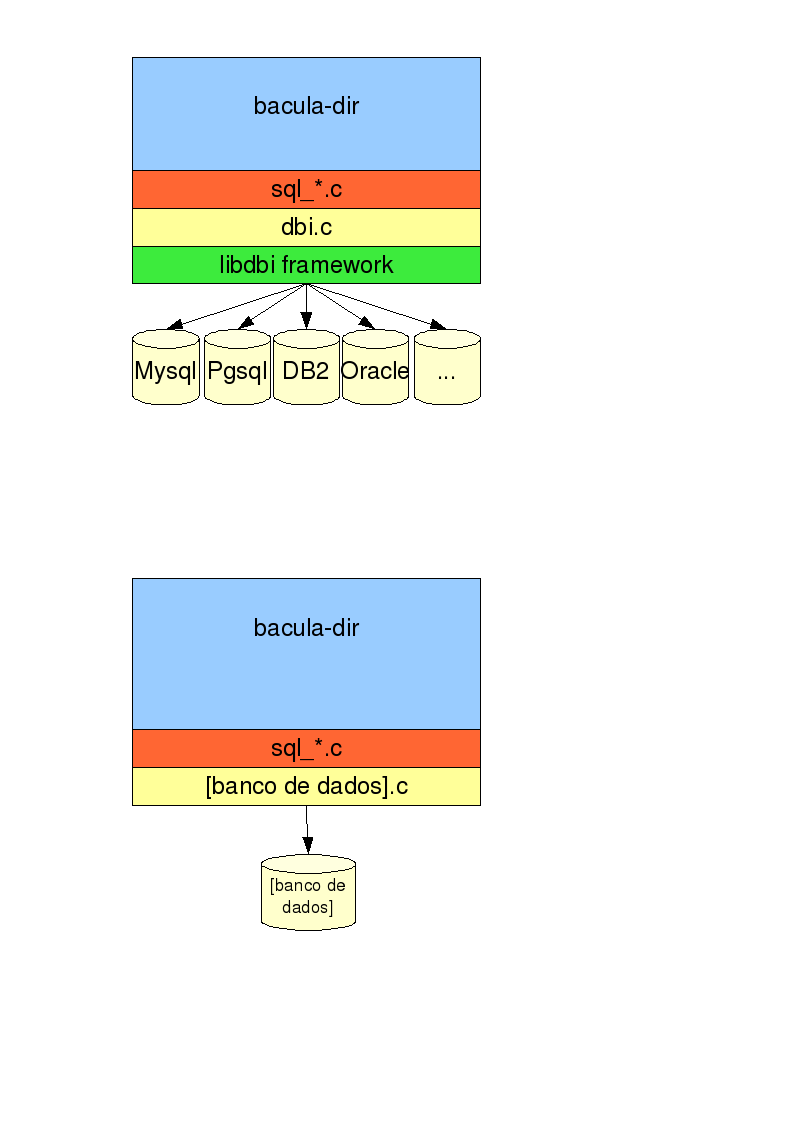 bacula-dir
sql_*.c
dbi.c
libdbi framework
Mysql Pgsql DB2 Oracle ...
bacula-dir
sql_*.c
[banco de dados].c
[banco de
dados]